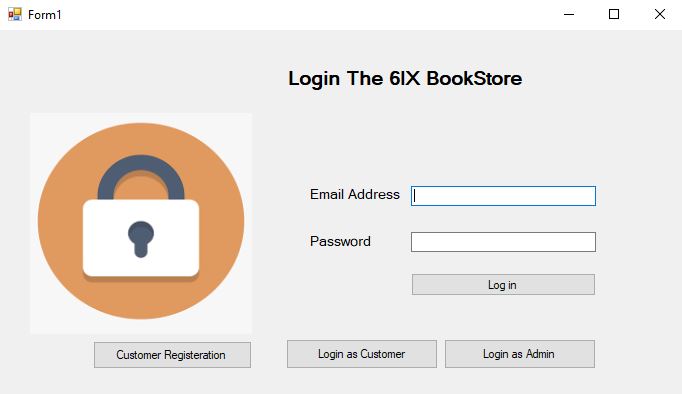 Form1
Login The 6IX BookStore
Email Address
Password
Log in
Customer Registeration
Login as Customer
Login as Admin